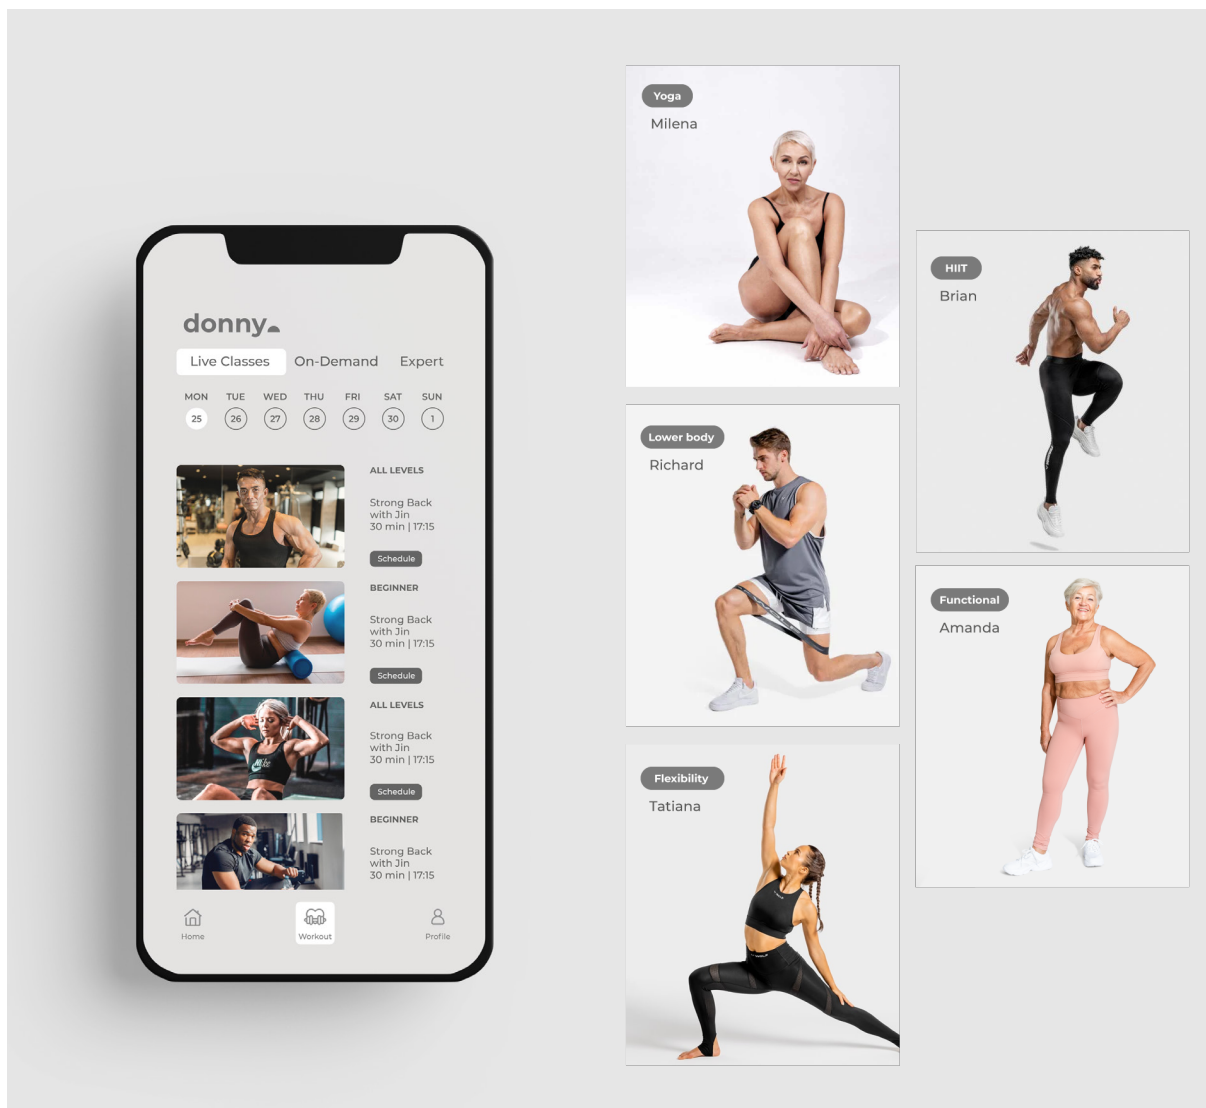 donny
Live Classes
On-Demand
Expert
MON TUE WED THU FRI SAT SUN
25 26 27 28 29 30 1
ALL LEVELS
Strong Back
with Jin
30 min | 17:15
Schedule
BEGINNER
Strong Back
with Jin
30 min | 17:15
Schedule
ALL LEVELS
Strong Back
with Jin
30 min | 17:15
Schedule
BEGINNER
Strong Back
with Jin
30 min | 17:15
Home
Workout
Profile
Yoga
Milena
HIIT
Brian
Lower body
Richard
Functional
Amanda
Flexibility
Tatiana